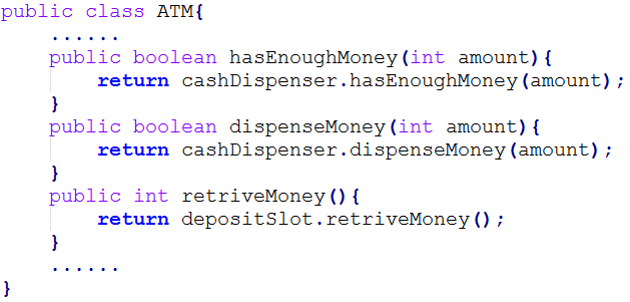 public class ATM{
    ......
    public boolean hasEnoughMoney(int amount){
        return cashDispenser.hasEnoughMoney(amount);
    }
    public boolean dispenseMoney(int amount){
        return cashDispenser.dispenseMoney(amount);
    }
    public int retriveMoney(){
        return depositSlot.retriveMoney();
    }
    ......
}